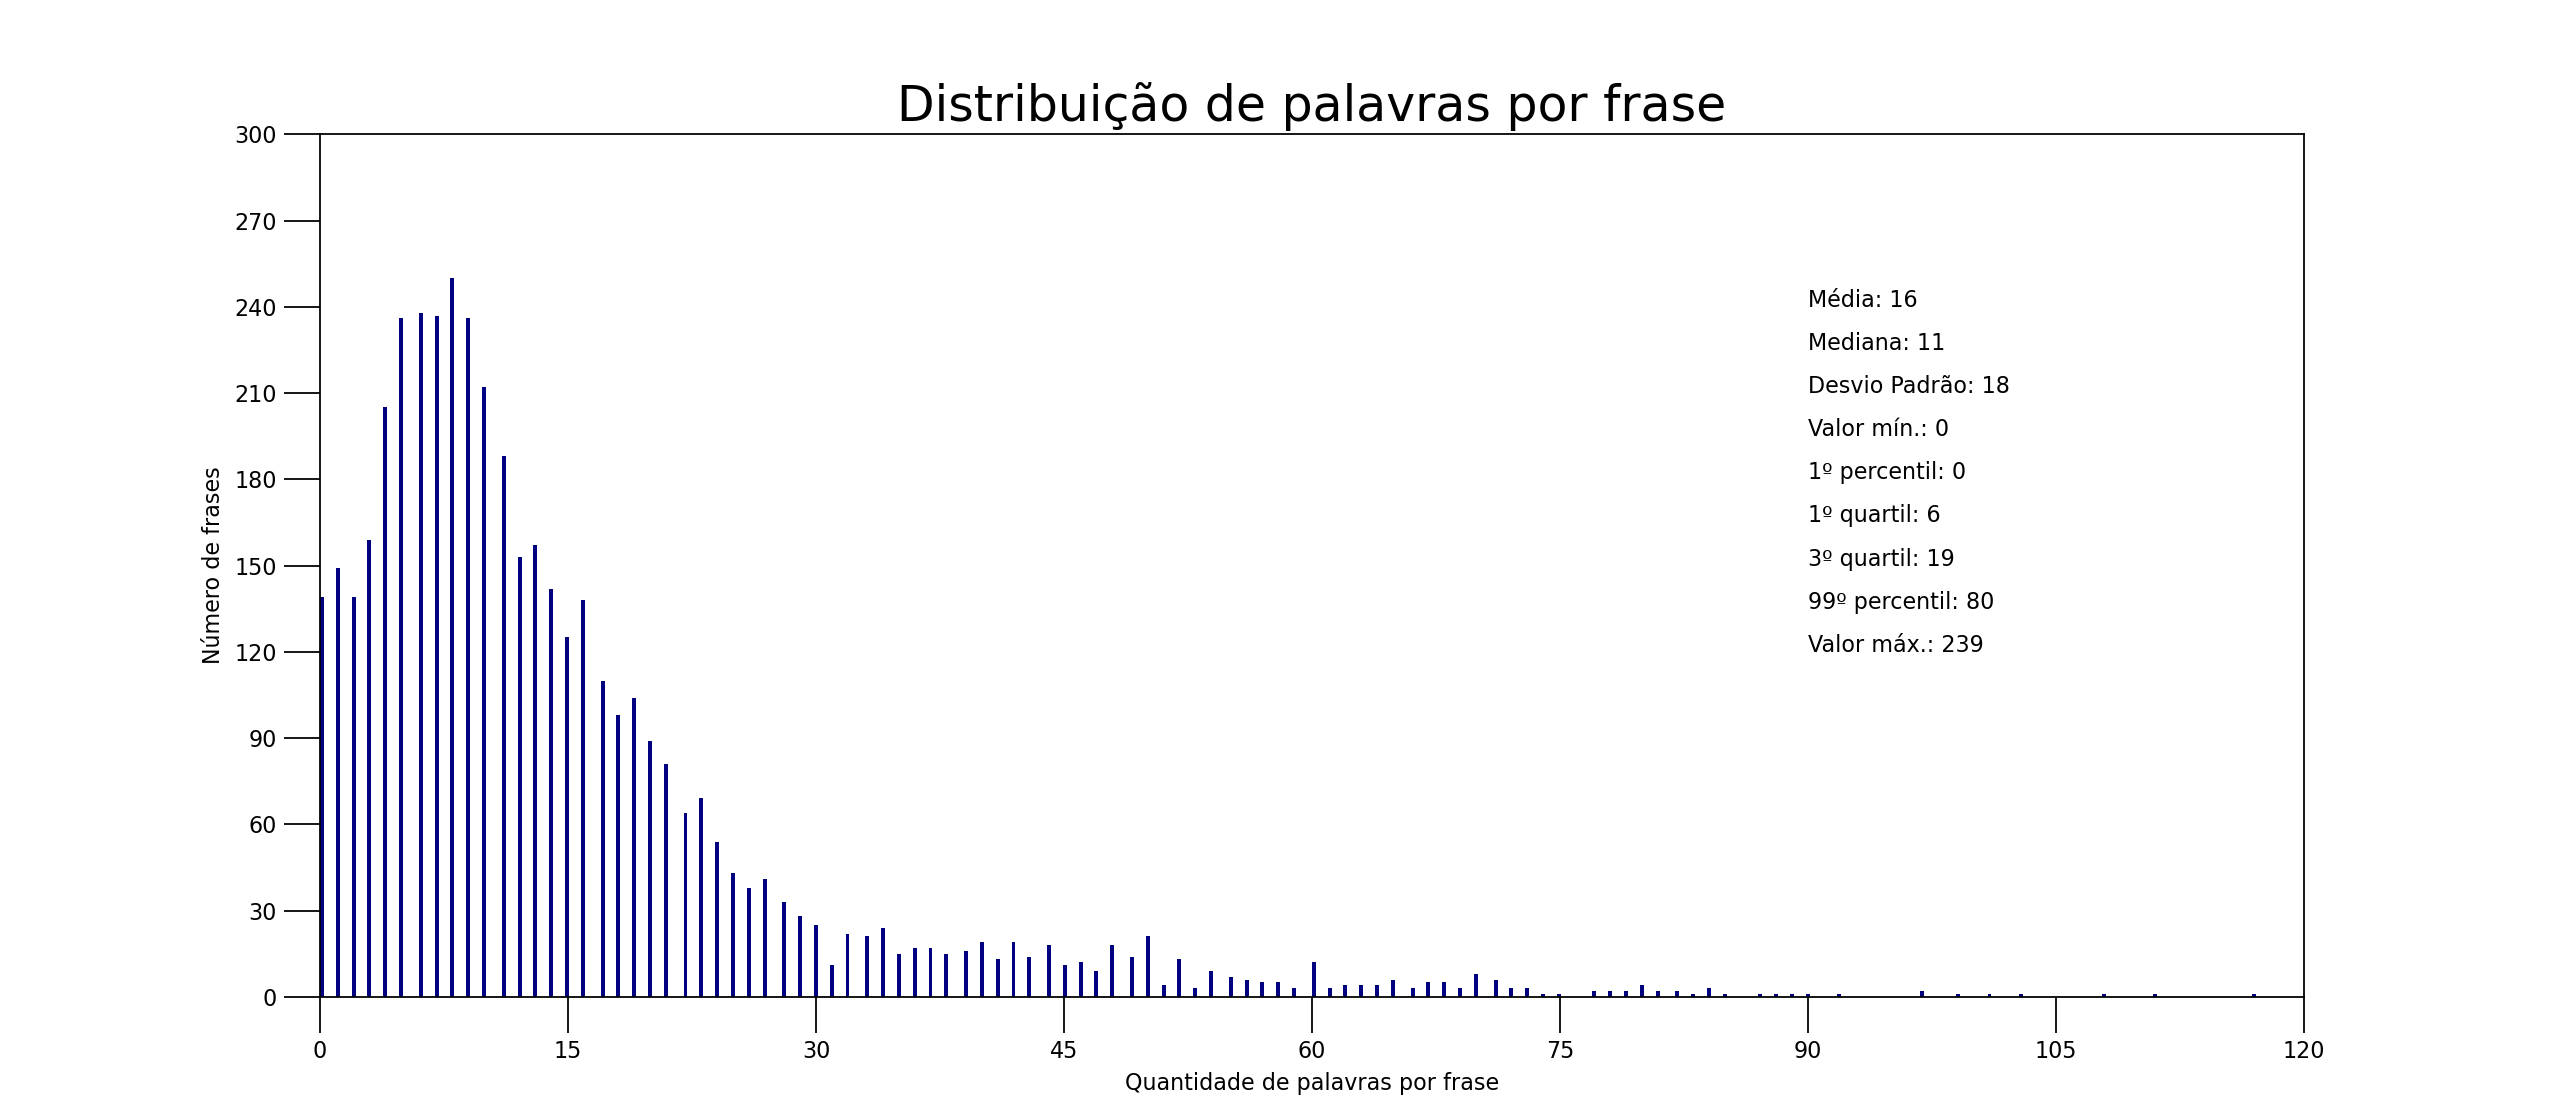 Distribuição de palavras por frase
300
270
240
210
180
150
120
90
60
30
0
Número de frases
Média: 16
Mediana: 11
Desvio Padrão: 18
Valor mín.: 0
1º percentil: 0
1º quartil: 6
3º quartil: 19
99º percentil: 80
Valor máx.: 239
0 15 30 45 60 75 90 105 120
Quantidade de palavras por frase